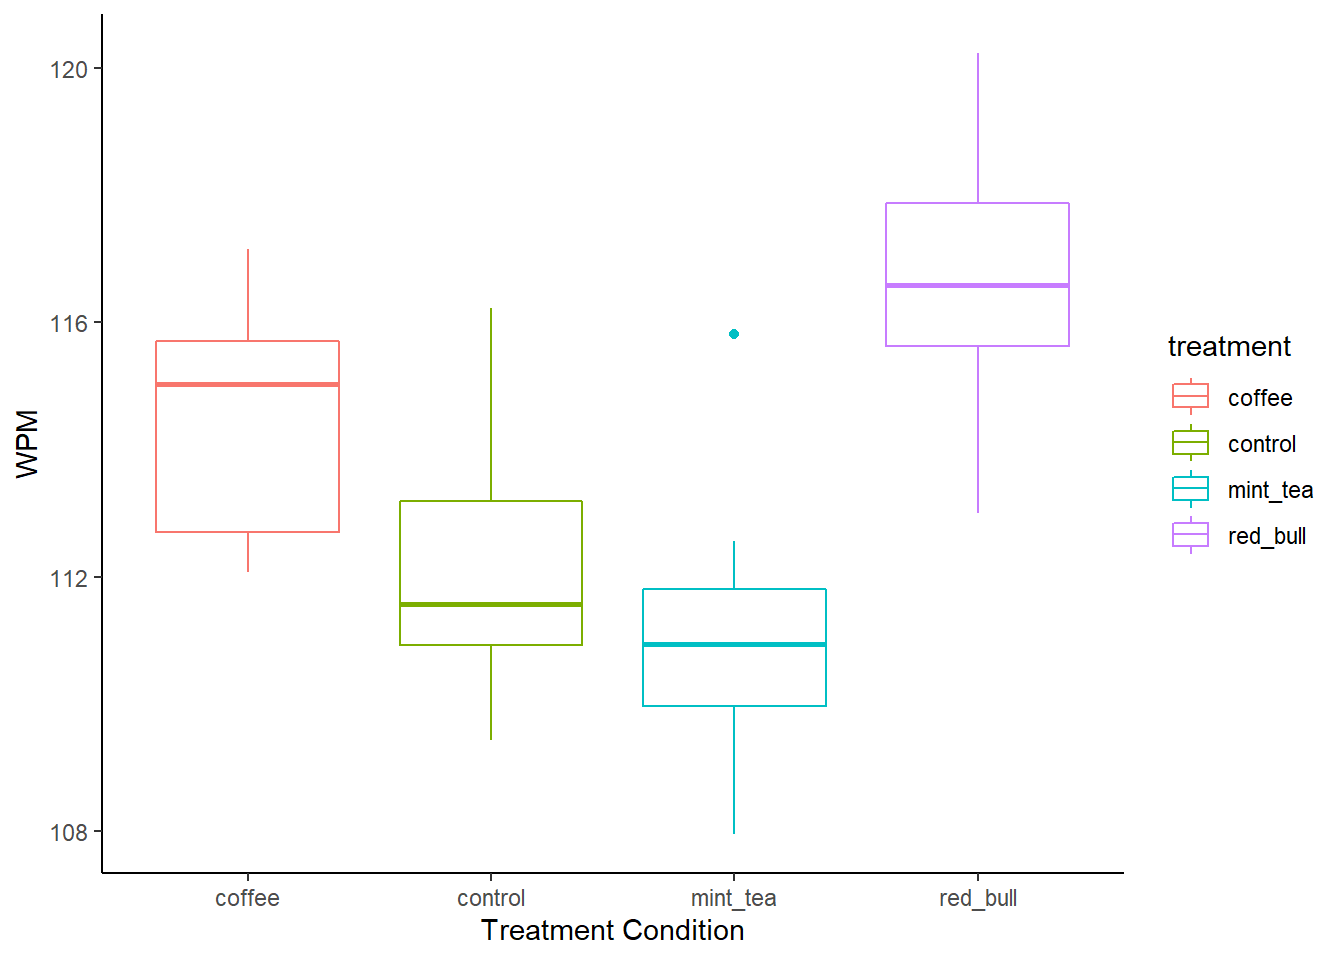 120
116
112
108
WPM
coffee
control
mint_tea
red_bull
Treatment Condition
treatment
coffee
control
mint_tea
red_bull